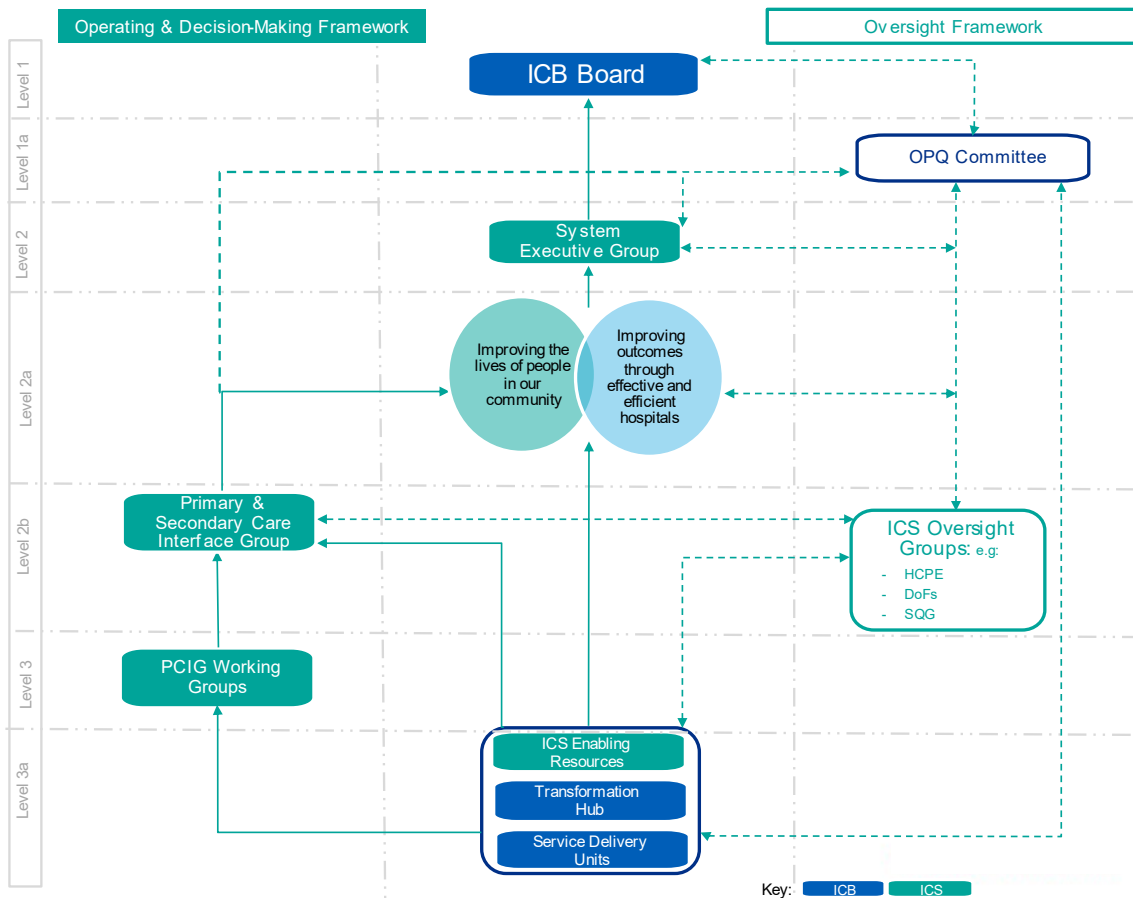 Operating & Decision-Making Framework
Oversight Framework
Level 1
ICB Board
Level 1a
OPQ Committee
Level 2
System
Executive Group
Level 2a
Improving the
lives of people
in our
community
Improving
outcomes
through
effective and
efficient
hospitals
Level 2b
Primary &
Secondary Care
Interface Group
ICS Oversight
Groups: e.g:
- HCPE
- DoFs
- SQG
Level 3
PCIG Working
Groups
Level 3a
ICS Enabling
Resources
Transformation
Hub
Service Delivery
Units
Key: ICB ICS